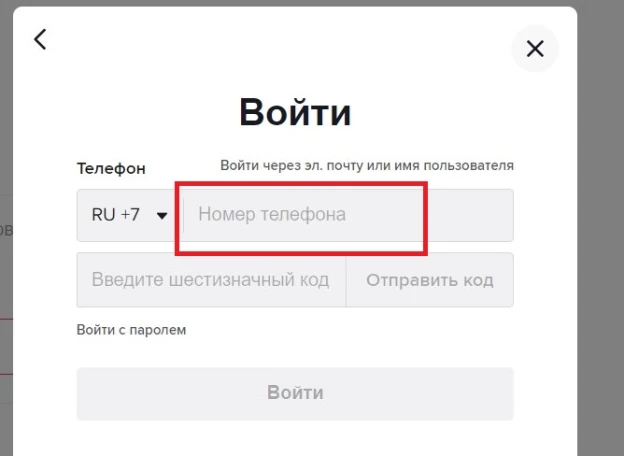 Войти
Телефон
Войти через эл. почту или имя пользователя
RU +7
Номер телефона
Введите шестизначный код
Отправить код
Войти с паролем
Войти